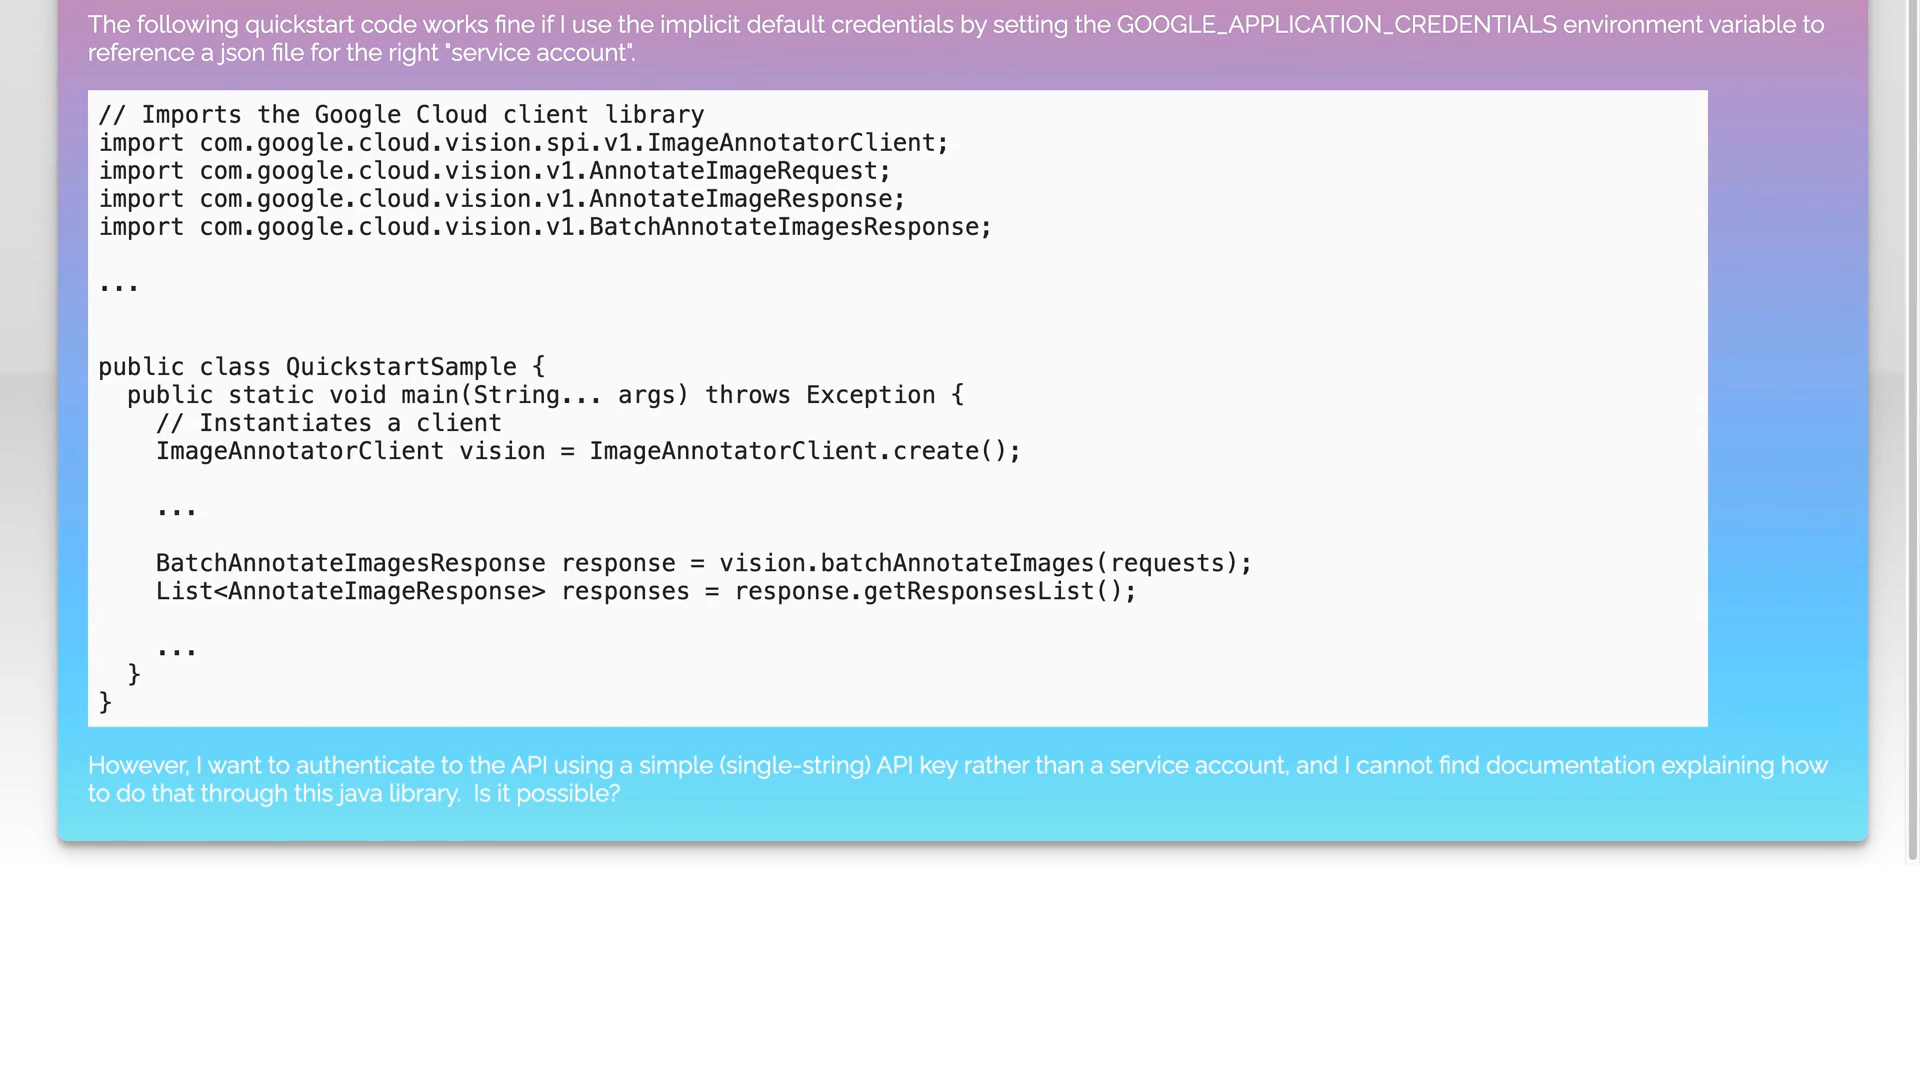 The following quickstart code works fine if I use the implicit default credentials by setting the GOOGLE_APPLICATION_CREDENTIALS environment variable to
reference a json file for the right "service account".
// Imports the Google Cloud client library
import com.google.cloud.vision.spi.v1.ImageAnnotatorClient;
import com.google.cloud.vision.v1.AnnotateImageRequest;
import com.google.cloud.vision.v1.AnnotateImageResponse;
import com.google.cloud.vision.v1.BatchAnnotateImagesResponse;
...
public class QuickstartSample {
  public static void main(String... args) throws Exception {
    // Instantiates a client
    ImageAnnotatorClient vision = ImageAnnotatorClient.create();
    ...
    BatchAnnotateImagesResponse response = vision.batchAnnotateImages(requests);
    List<AnnotateImageResponse> responses = response.getResponsesList();
    ...
  }
}
However, I want to authenticate to the API using a simple (single-string) API key rather than a service account, and I cannot find documentation explaining how
to do that through this java library.  Is it possible?